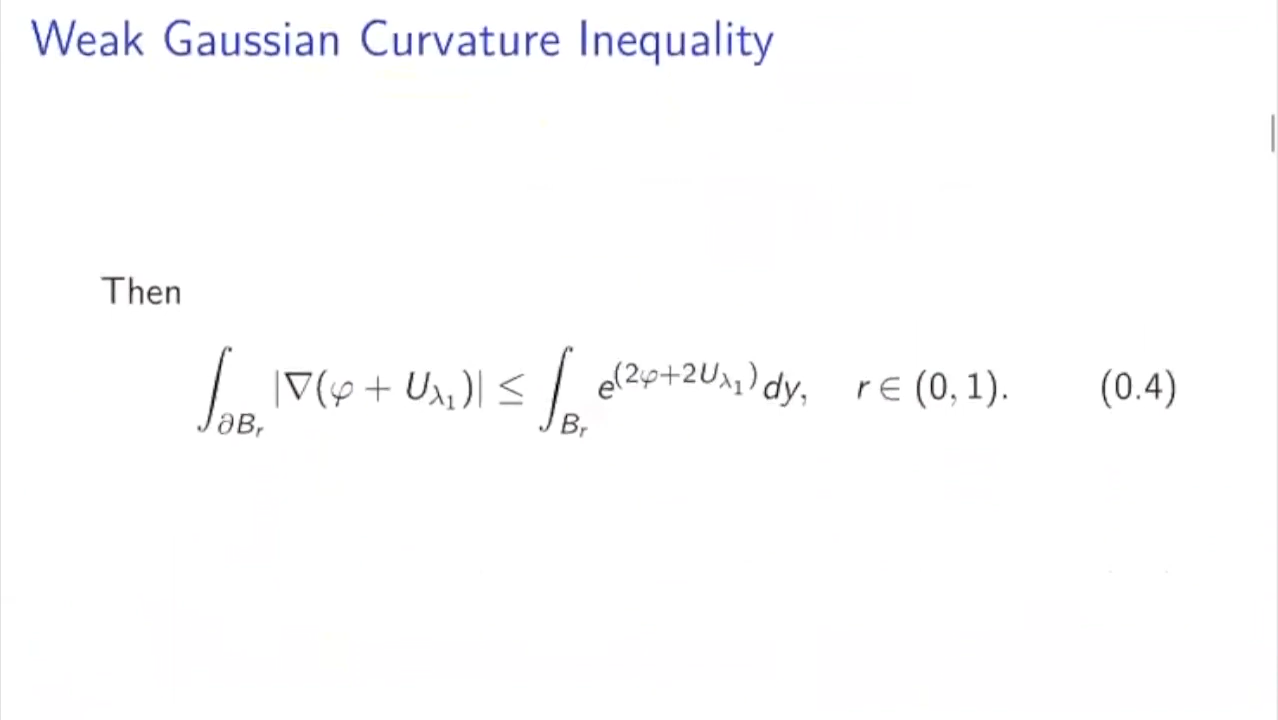 Weak Gaussian Curvature Inequality
Then
∫_{∂B_r} |∇(φ + U_{λ_1})| ≤ ∫_{B_r} e^{(2φ+2U_{λ_1})} dy, r ∈ (0, 1). (0.4)